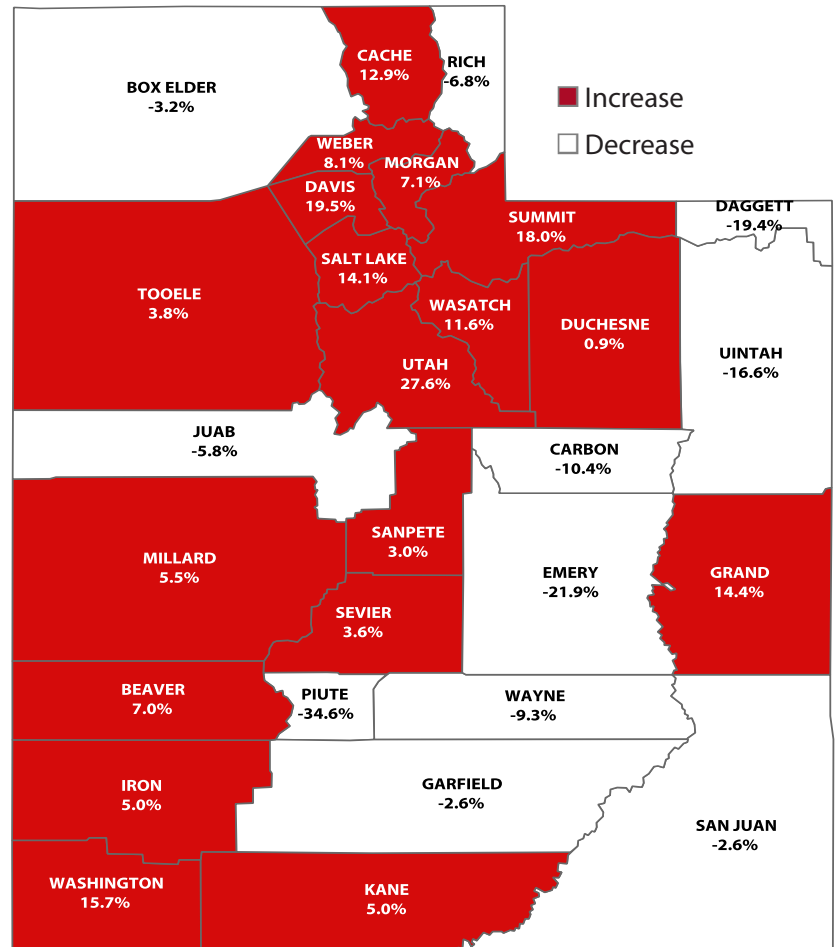 CACHE
12.9%
RICH
-6.8%
BOX ELDER
-3.2%
Increase
Decrease
WEBER
8.1%
MORGAN
7.1%
DAVIS
19.5%
DAGGETT
-19.4%
SUMMIT
18.0%
SALT LAKE
14.1%
TOOELE
3.8%
WASATCH
11.6%
DUCHESNE
0.9%
UINTAH
-16.6%
UTAH
27.6%
JUAB
-5.8%
CARBON
-10.4%
SANPETE
3.0%
MILLARD
5.5%
EMERY
-21.9%
GRAND
14.4%
SEVIER
3.6%
BEAVER
7.0%
PIUTE
-34.6%
WAYNE
-9.3%
IRON
5.0%
GARFIELD
-2.6%
SAN JUAN
-2.6%
WASHINGTON
15.7%
KANE
5.0%